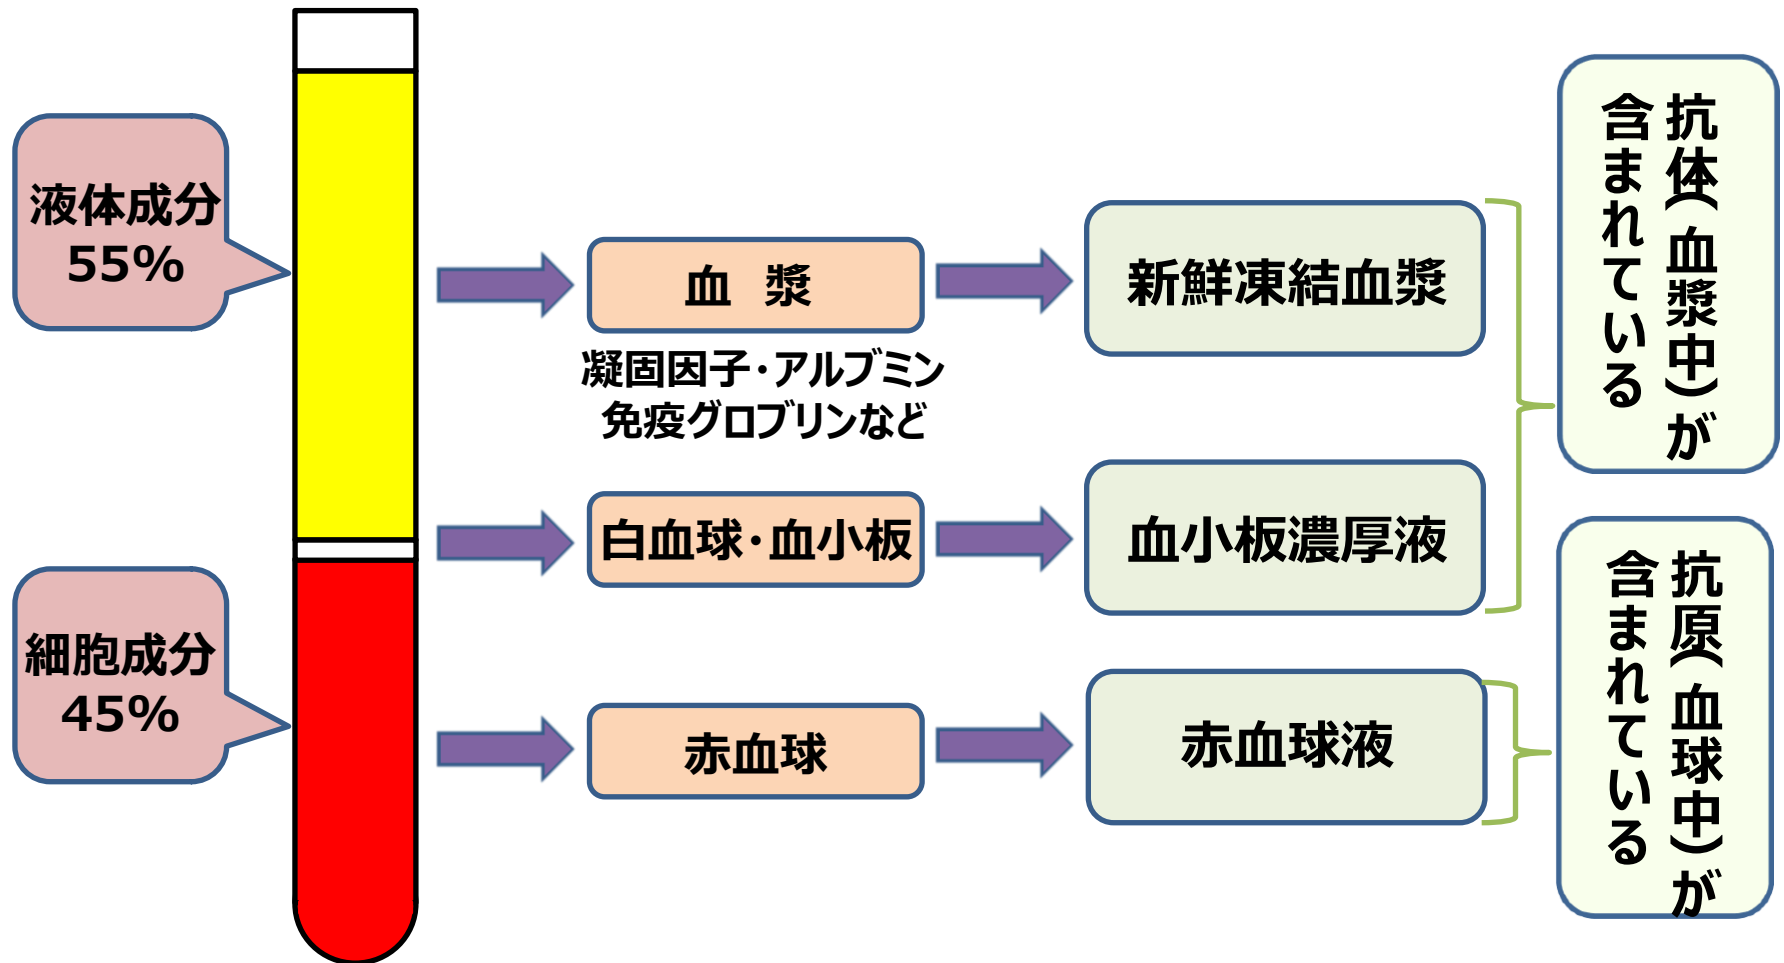 液体成分
55%
細胞成分
45%
血　漿
凝固因子・アルブミン
免疫グロブリンなど
白血球・血小板
赤血球
新鮮凍結血漿
血小板濃厚液
赤血球液
抗体(血漿中)が
含まれている
抗原(血球中)が
含まれている